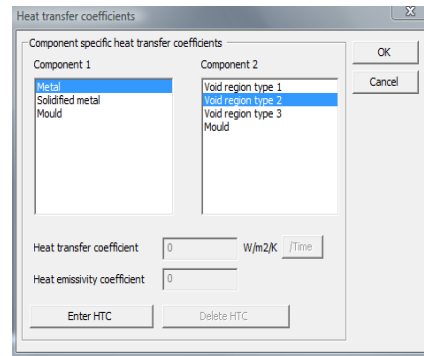 Heat transfer coefficients
X
Component specific heat transfer coefficients
OK
Component 1
Component 2
Cancel
Metal
Solidified metal
Mould
Void region type 1
Void region type 2
Void region type 3
Mould
Heat transfer coefficient 0 W/m2/K /Time
Heat emissivity coefficient 0
Enter HTC Delete HTC